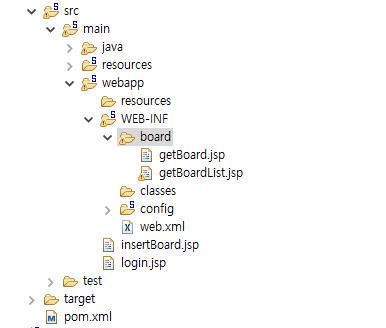 src
main
java
resources
webapp
resources
WEB-INF
board
getBoard.jsp
getBoardList.jsp
classes
config
web.xml
insertBoard.jsp
login.jsp
test
target
pom.xml